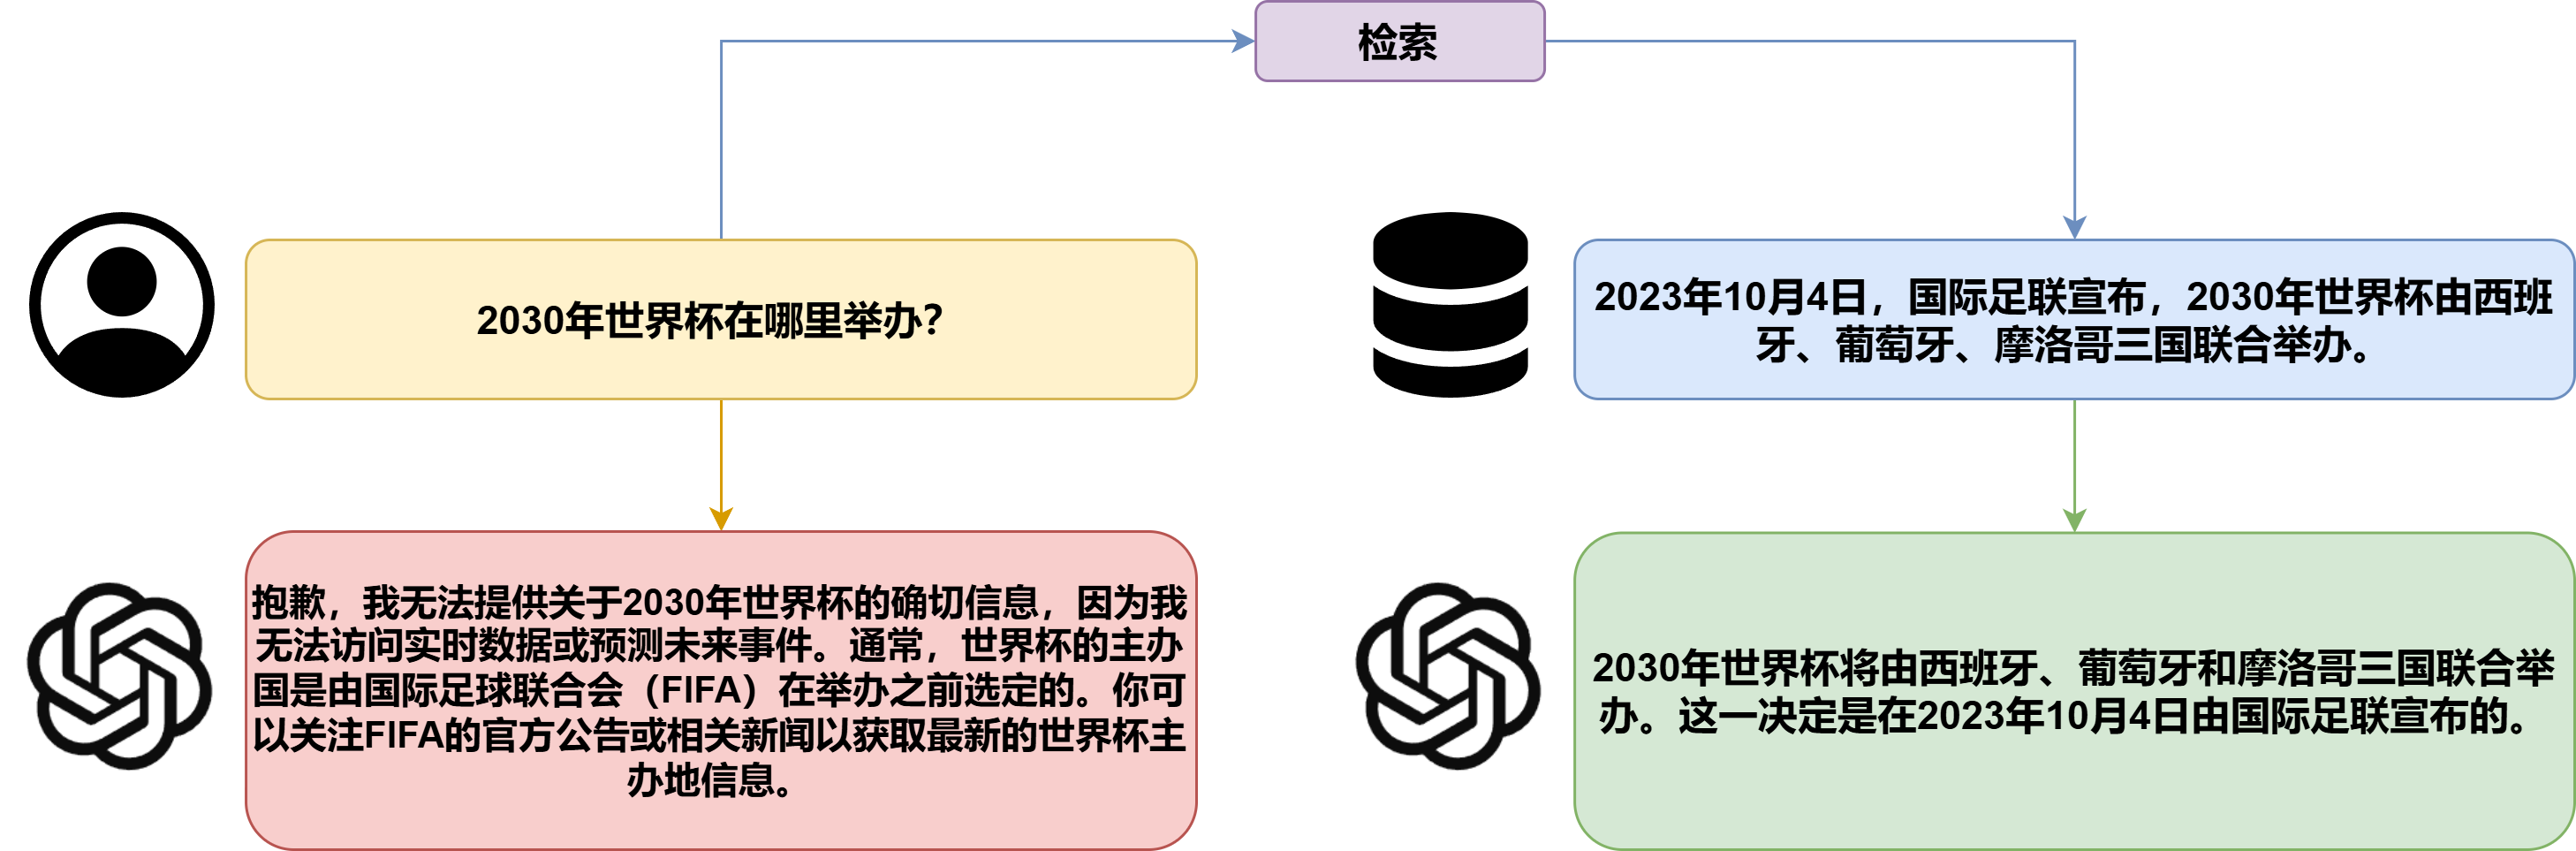 检索
2030年世界杯在哪里举办？
2023年10月4日，国际足联宣布，2030年世界杯由西班
牙、葡萄牙、摩洛哥三国联合举办。
抱歉，我无法提供关于2030年世界杯的确切信息，因为我
无法访问实时数据或预测未来事件。通常，世界杯的主办
国是由国际足球联合会（FIFA）在举办之前选定的。你可
以关注FIFA的官方公告或相关新闻以获取最新的世界杯主
办地信息。
2030年世界杯将由西班牙、葡萄牙和摩洛哥三国联合举
办。这一决定是在2023年10月4日由国际足联宣布的。